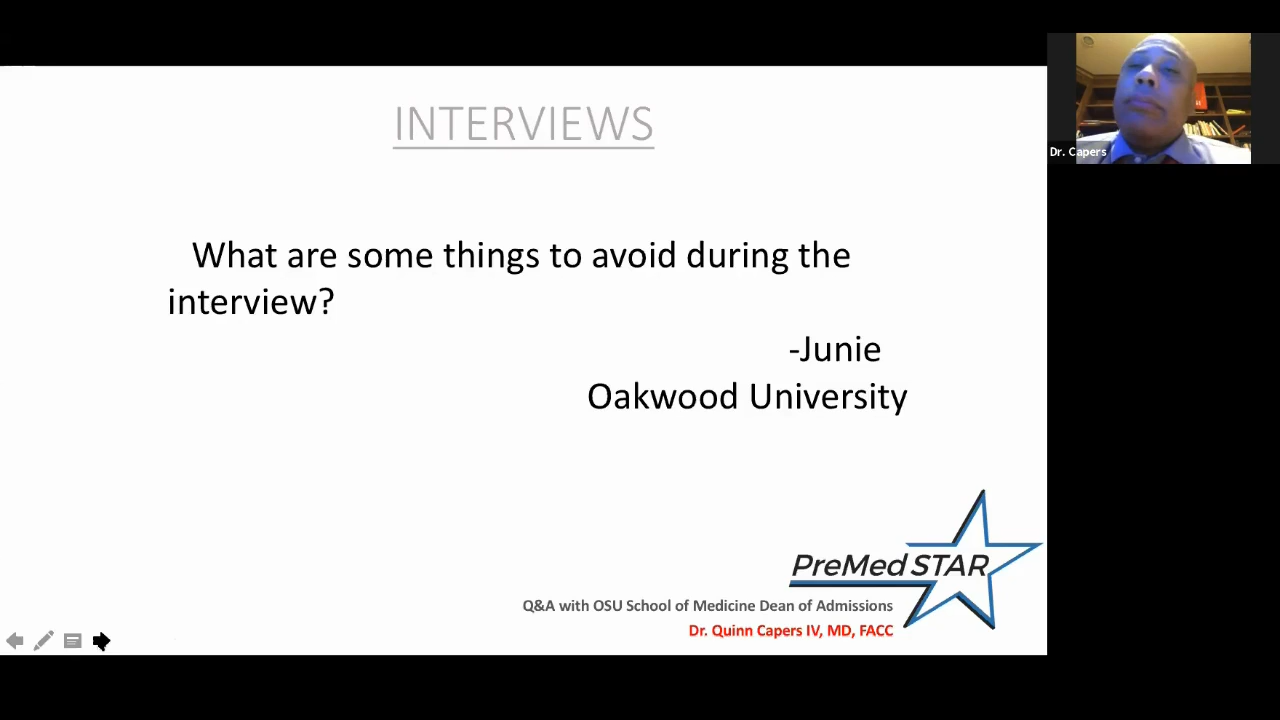 INTERVIEWS
What are some things to avoid during the
interview?
-Junie
Oakwood University
PreMed STAR
Q&A with OSU School of Medicine Dean of Admissions
Dr. Quinn Capers IV, MD, FACC
Dr. Capers